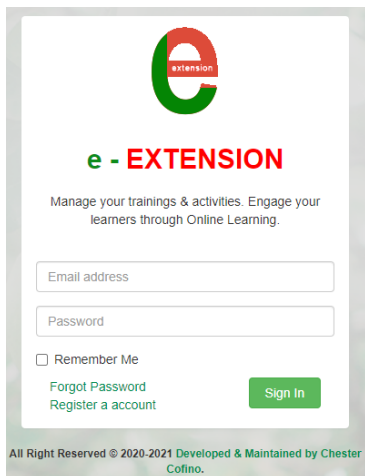 extension
e - EXTENSION
Manage your trainings & activities. Engage your
learners through Online Learning.
Email address
Password
Remember Me
Forgot Password
Register a account
Sign In
All Right Reserved © 2020-2021 Developed & Maintained by Chester
Cofino.